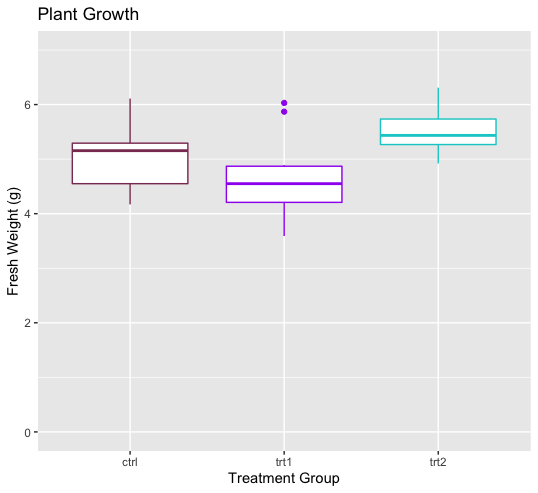 Plant Growth
Fresh Weight (g)
6
4
2
0
ctrl trt1 trt2
Treatment Group